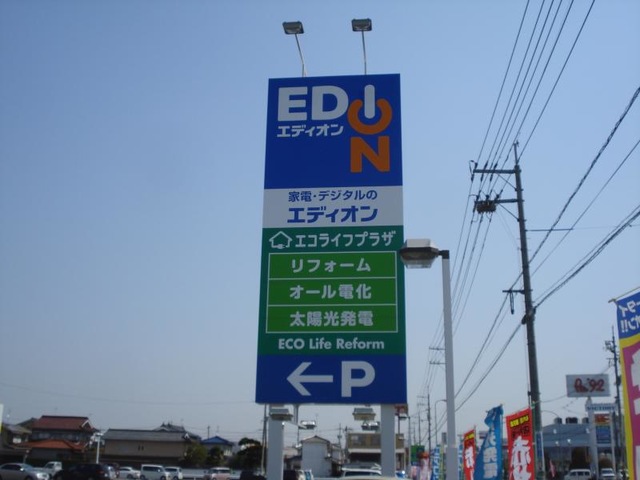 EDION
エディオン
家電・デジタルの
エディオン
エコライフプラザ
リフォーム
オール電化
太陽光発電
ECO Life Reform
←P